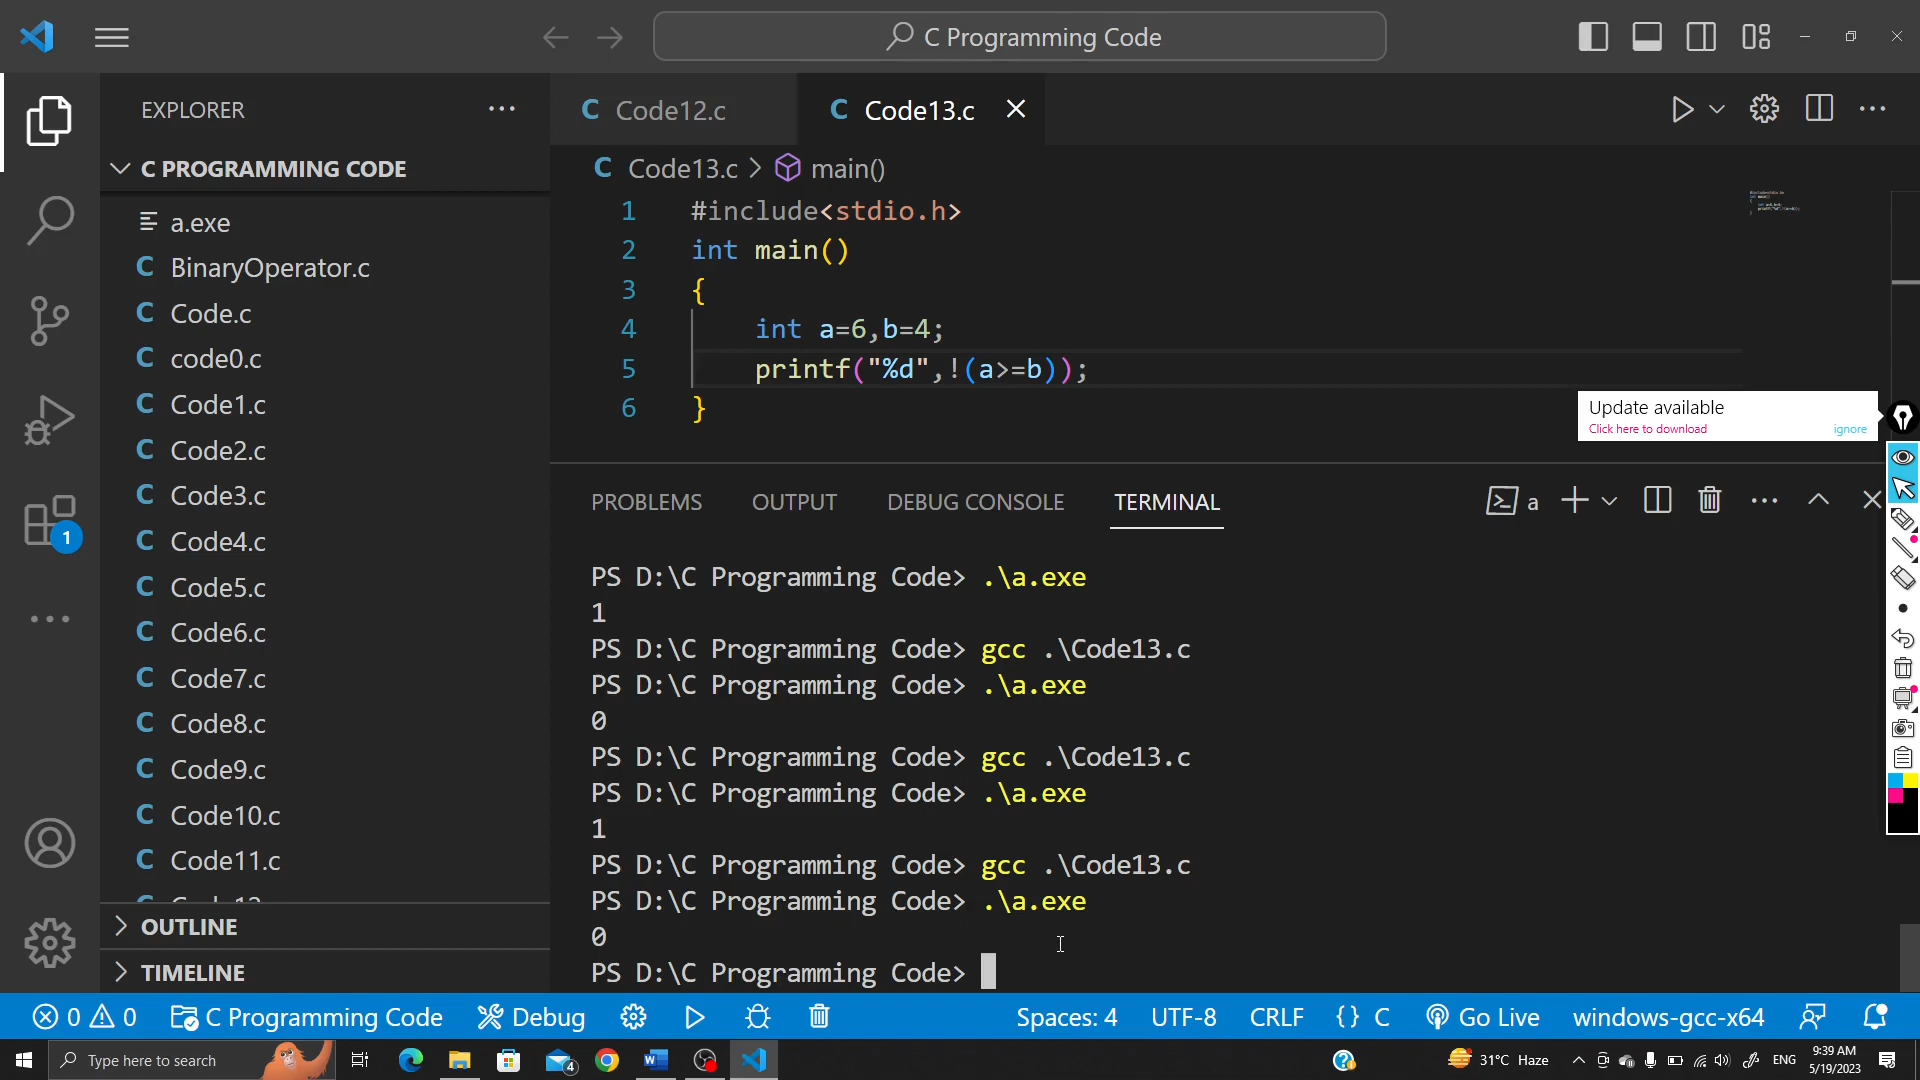 C Programming Code
EXPLORER
C PROGRAMMING CODE
a.exe
BinaryOperator.c
Code.c
code0.c
Code1.c
Code2.c
Code3.c
Code4.c
Code5.c
Code6.c
Code7.c
Code8.c
Code9.c
Code10.c
Code11.c
OUTLINE
TIMELINE
1
C Code12.c
C Code13.c
C Code13.c > main()
1 #include<stdio.h>
2 int main()
3 {
4 int a=6,b=4;
5 printf("%d",!(a>=b));
6 }
Update available
Click here to download ignore
PROBLEMS OUTPUT DEBUG CONSOLE TERMINAL a
PS D:\C Programming Code> .\a.exe
1
PS D:\C Programming Code> gcc .\Code13.c
PS D:\C Programming Code> .\a.exe
0
PS D:\C Programming Code> gcc .\Code13.c
PS D:\C Programming Code> .\a.exe
1
PS D:\C Programming Code> gcc .\Code13.c
PS D:\C Programming Code> .\a.exe
0
PS D:\C Programming Code>
0 0 C Programming Code Debug Spaces: 4 UTF-8 CRLF {} C Go Live windows-gcc-x64
Type here to search 4 31°C Haze ENG 9:39 AM
5/19/2023